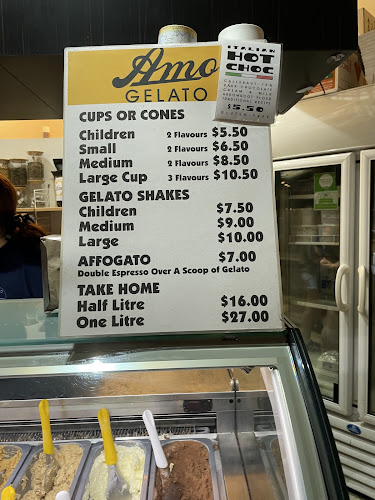 Amo
GELATO
ITALIAN
HOT
CHOC
$5.50
CUPS OR CONES
Children 2 Flavours $5.50
Small 2 Flavours $6.50
Medium 2 Flavours $8.50
Large Cup 3 Flavours $10.50
GELATO SHAKES
Children $7.50
Medium $9.00
Large $10.00
AFFOGATO $7.00
Double Espresso Over A Scoop of Gelato
TAKE HOME
Half Litre $16.00
One Litre $27.00